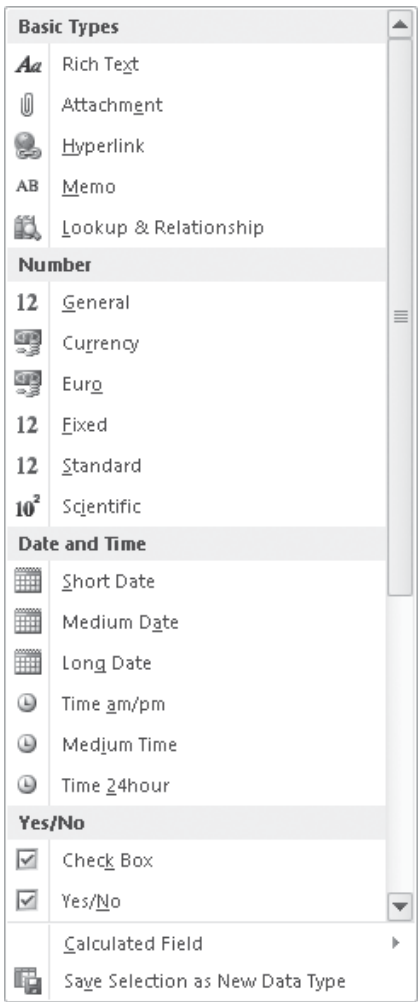 Basic Types
Aa Rich Text
Attachment
Hyperlink
AB Memo
Lookup & Relationship
Number
12 General
Currency
Euro
12 Fixed
12 Standard
10² Scientific
Date and Time
Short Date
Medium Date
Long Date
Time am/pm
Medium Time
Time 24hour
Yes/No
Check Box
Yes/No
Calculated Field
Save Selection as New Data Type